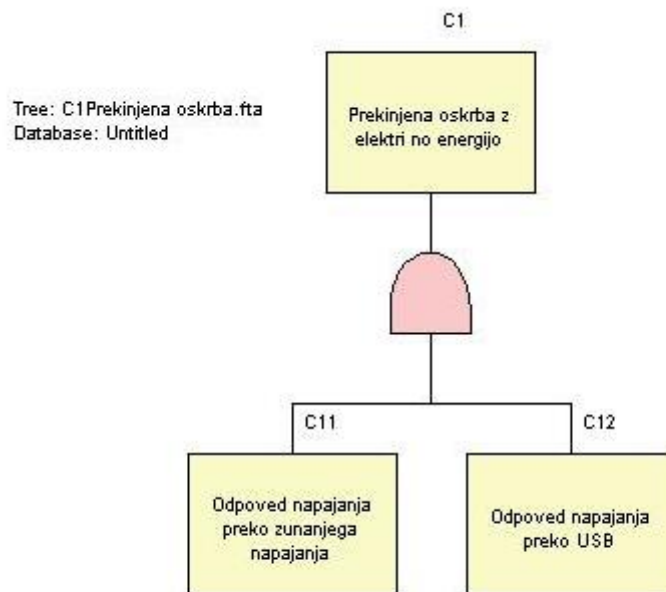 C1
Tree: C1Prekinjena oskrba.fta
Database: Untitled
Prekinjena oskrba z
elektri no energijo
C11
C12
Odpoved napajanja
preko zunanjega
napajanja
Odpoved napajanja
preko USB